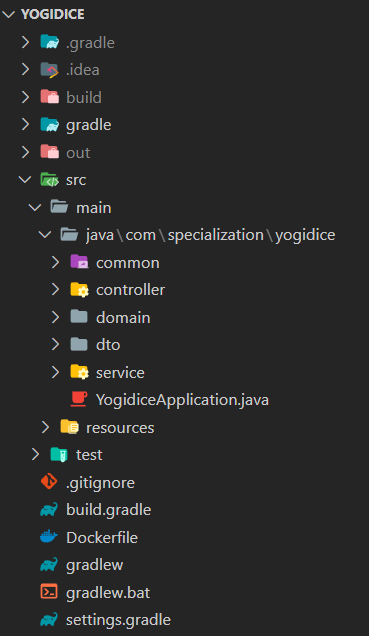 YOGIDICE
.gradle
.idea
build
gradle
out
src
main
java\com\specialization\yogidice
common
controller
domain
dto
service
YogidiceApplication.java
resources
test
.gitignore
build.gradle
Dockerfile
gradlew
gradlew.bat
settings.gradle